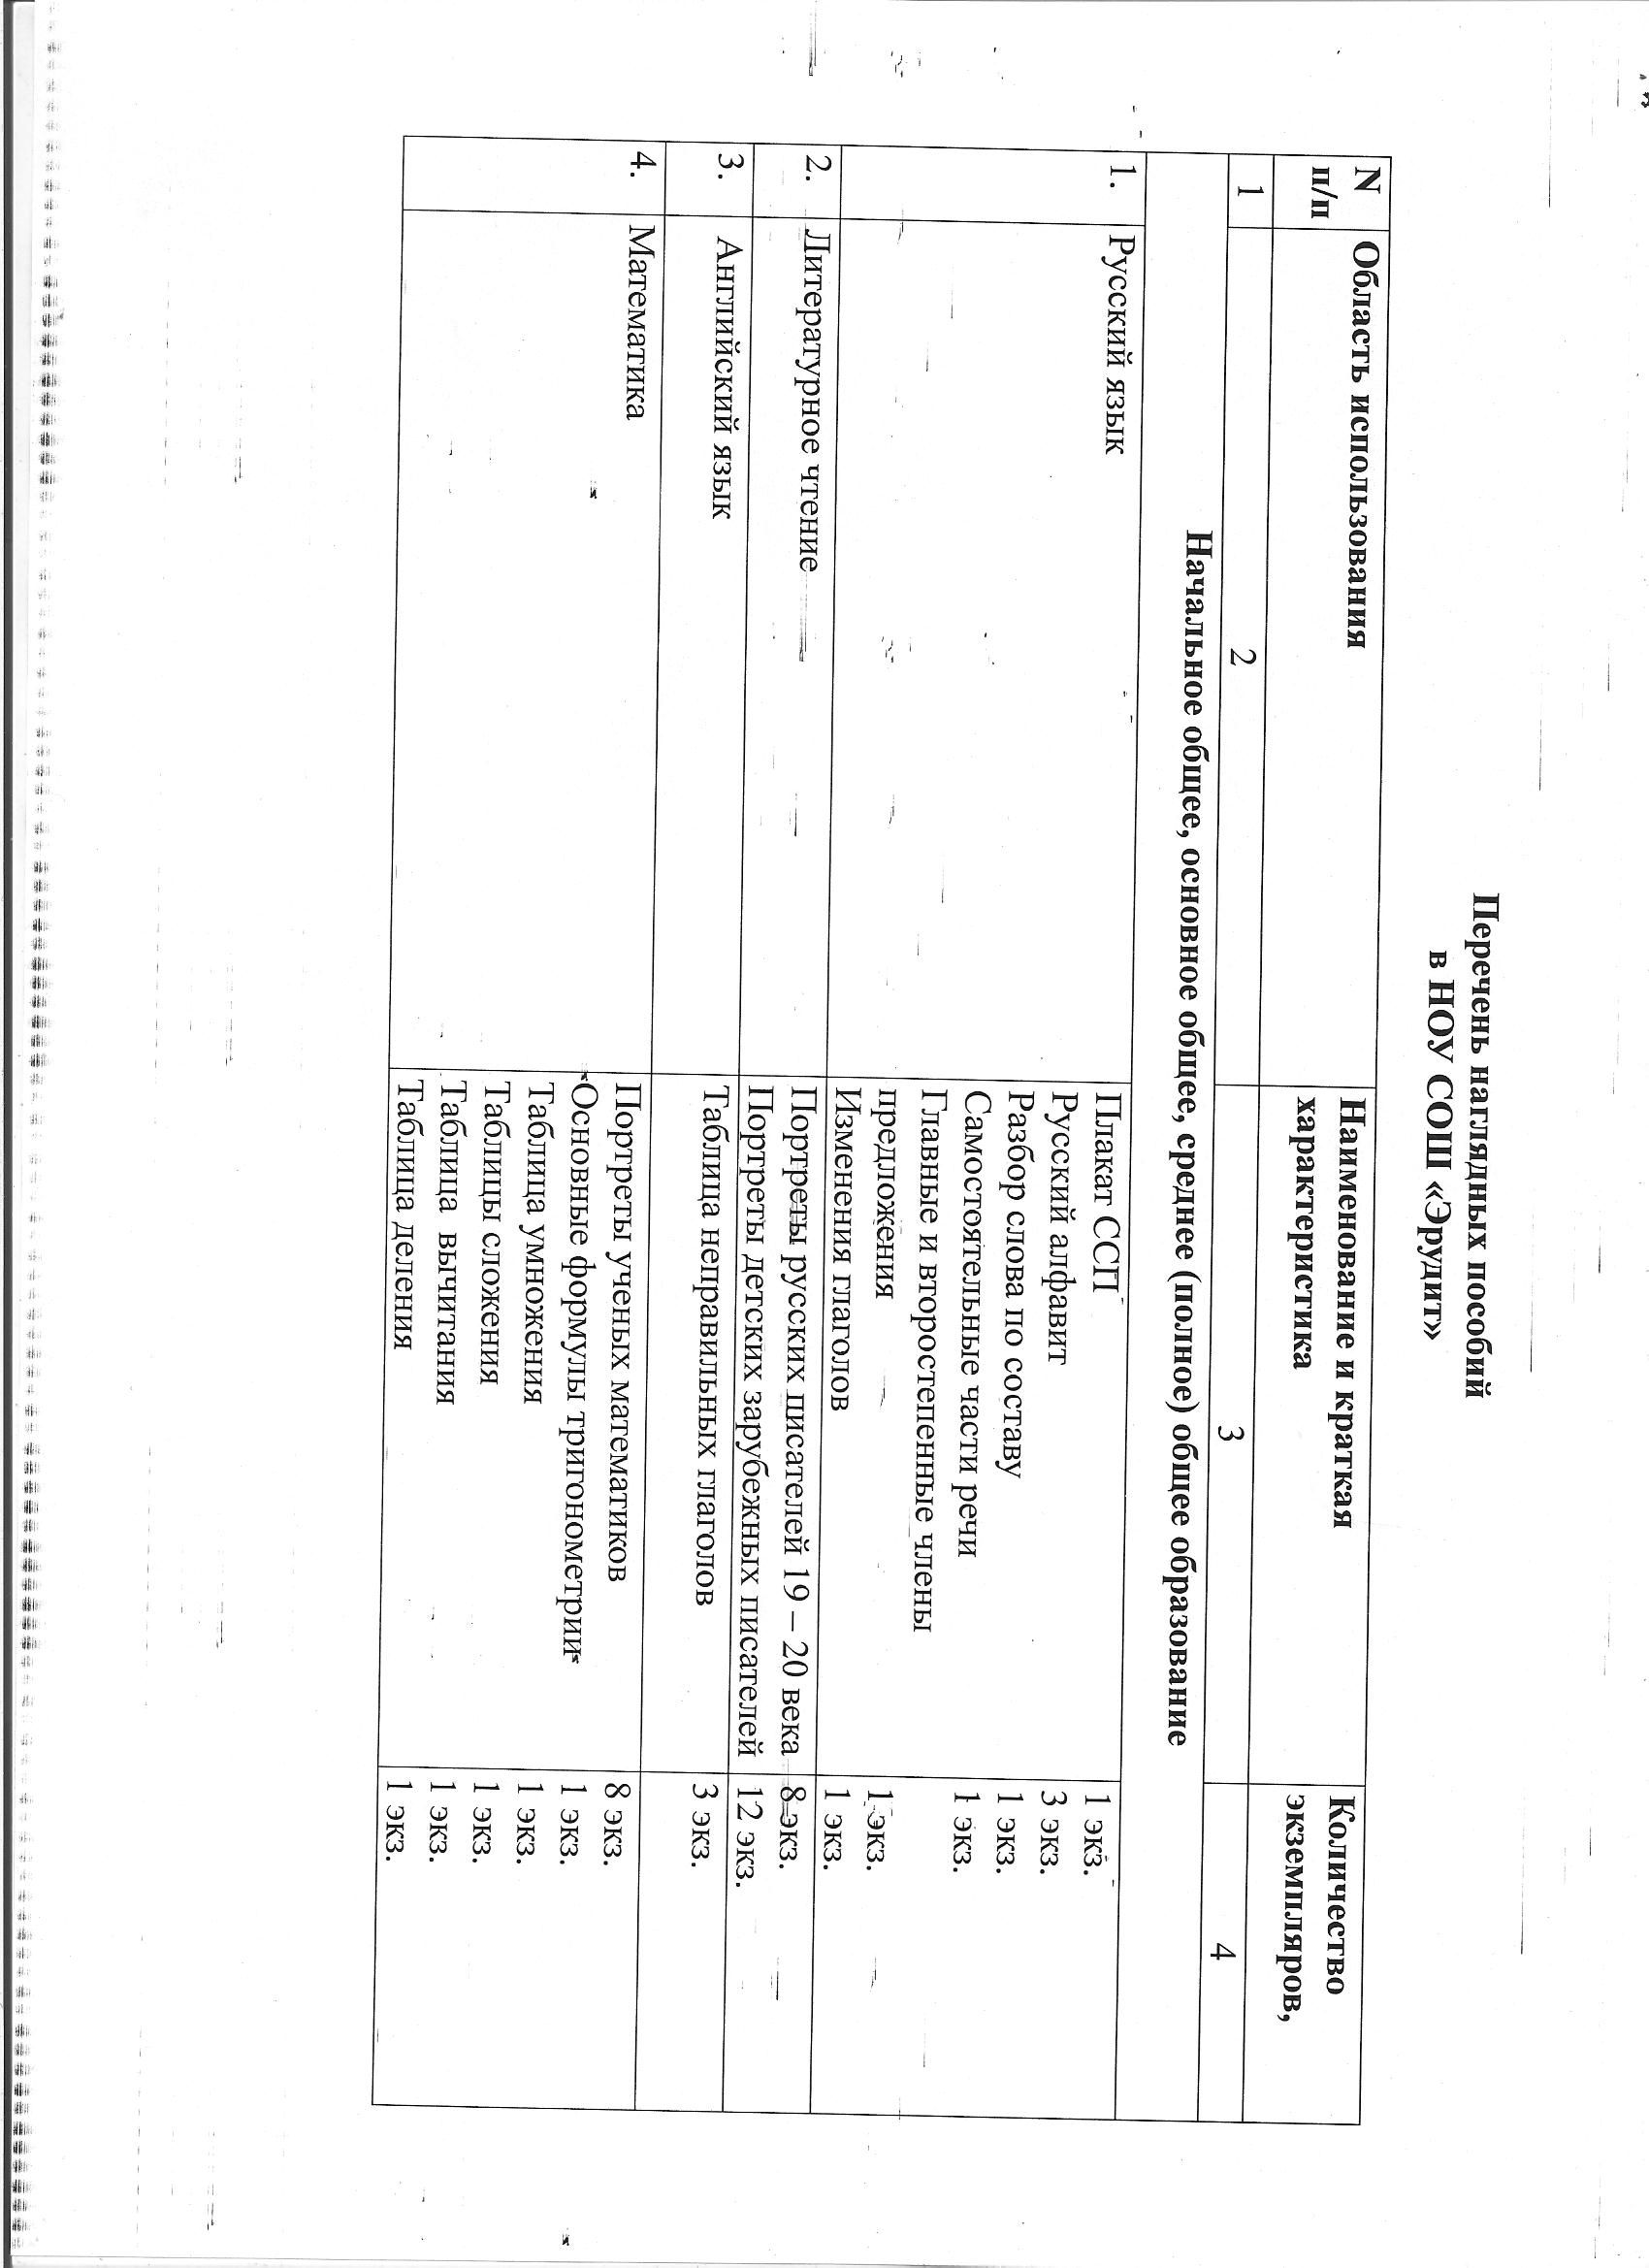 Перечень наглядных пособий
в НОУ СОШ «Эрудит»
N п/п Область использования Наименование и краткая характеристика Количество экземпляров,
1 2 3 4
Начальное общее, основное общее, среднее (полное) общее образование
1. Русский язык Плакат ССП 1 экз.
Русский алфавит 3 экз.
Разбор слова по составу 1 экз.
Самостоятельные части речи 1 экз.
Главные и второстепенные члены
предложения 1 экз.
Изменения глаголов 1 экз.
2. Литературное чтение Портреты русских писателей 19 – 20 века 8 экз.
Портреты детских зарубежных писателей 12 экз.
3. Английский язык Таблица неправильных глаголов 3 экз.
4. Математика Портреты ученых математиков 8 экз.
Основные формулы тригонометрии 1 экз.
Таблица умножения 1 экз.
Таблицы сложения 1 экз.
Таблица вычитания 1 экз.
Таблица деления 1 экз.